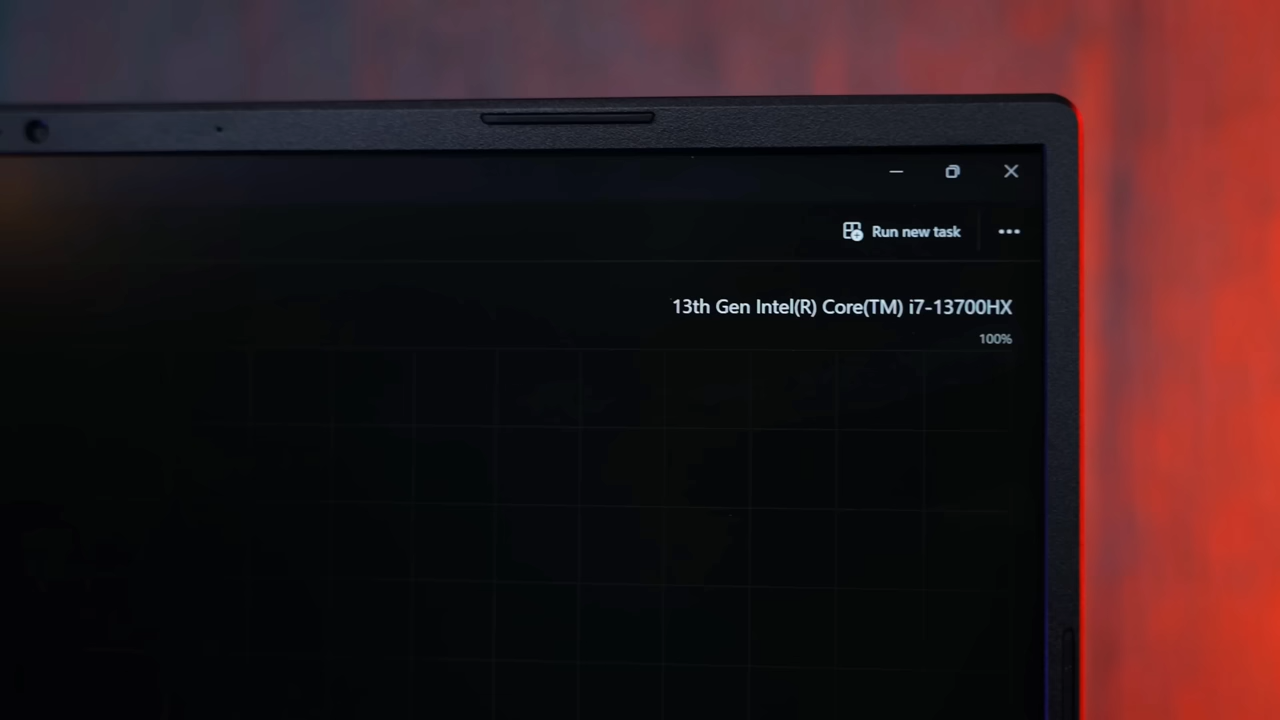 Run new task
13th Gen Intel(R) Core(TM) i7-13700HX
100%